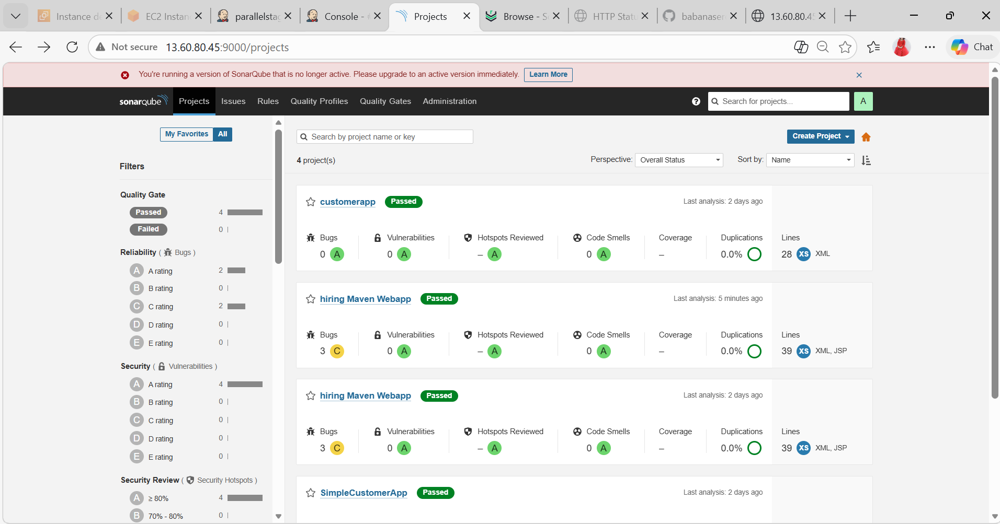 Instance de
EC2 Instan
parallelstag
Console - #
Projects
Browse - S
HTTP Statu
babanaser
13.60.80.45
Not secure 13.60.80.45:9000/projects
Chat
You're running a version of SonarQube that is no longer active. Please upgrade to an active version immediately. Learn More
sonarqube Projects Issues Rules Quality Profiles Quality Gates Administration Search for projects... A
My Favorites All
Filters
Quality Gate
Passed 4
Failed 0
Reliability ( Bugs )
A A rating 2
B B rating 0
C C rating 2
D D rating 0
E E rating 0
Security ( Vulnerabilities )
A A rating 4
B B rating 0
C C rating 0
D D rating 0
E E rating 0
Security Review ( Security Hotspots )
A ≥ 80% 4
B 70% - 80% 0
Search by project name or key
Create Project
4 project(s)
Perspective: Overall Status Sort by: Name
customerapp Passed Last analysis: 2 days ago
Bugs Vulnerabilities Hotspots Reviewed Code Smells Coverage Duplications Lines
0 A 0 A – A 0 A – 0.0% 28 XS XML
hiring Maven Webapp Passed Last analysis: 5 minutes ago
Bugs Vulnerabilities Hotspots Reviewed Code Smells Coverage Duplications Lines
3 C 0 A – A 0 A – 0.0% 39 XS XML, JSP
hiring Maven Webapp Passed Last analysis: 2 days ago
Bugs Vulnerabilities Hotspots Reviewed Code Smells Coverage Duplications Lines
3 C 0 A – A 0 A – 0.0% 39 XS XML, JSP
SimpleCustomerApp Passed Last analysis: 2 days ago